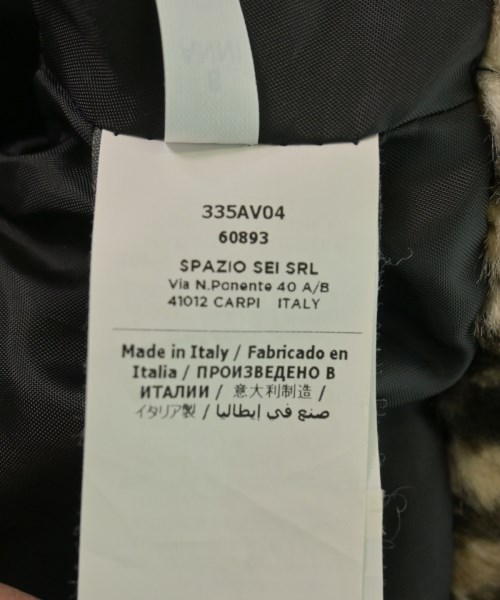 335AV04
60893
SPAZIO SEI SRL
Via N.Ponente 40 A/B
41012 CARPI ITALY
Made in Italy / Fabricado en
Italia / ПРОИЗВЕДЕНО В
ИТАЛИИ / 意大利制造 /
イタリア製 / صنع في إيطاليا